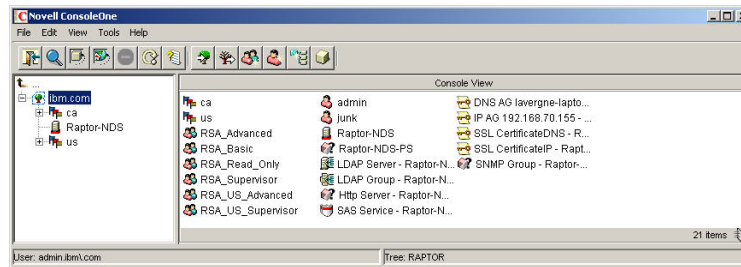 Novell ConsoleOne
File Edit View Tools Help
...
ibm.com
ca
Raptor-NDS
us
Console View
ca
us
RSA_Advanced
RSA_Basic
RSA_Read_Only
RSA_Supervisor
RSA_US_Advanced
RSA_US_Supervisor
admin
junk
Raptor-NDS
Raptor-NDS-PS
LDAP Server - Raptor-N...
LDAP Group - Raptor-N...
Http Server - Raptor-N...
SAS Service - Raptor-N...
DNS AG lavergne-lapto...
IP AG 192.168.70.155 - ...
SSL CertificateDNS - R...
SSL CertificateIP - Rapt...
SNMP Group - Raptor-...
21 items
User: admin.ibm\.com
Tree: RAPTOR